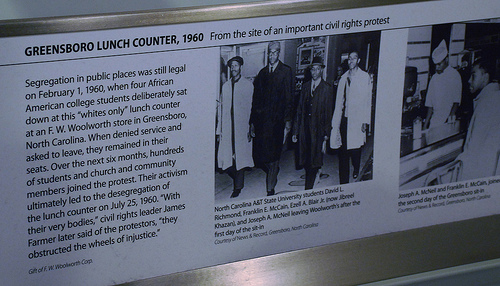 GREENSBORO LUNCH COUNTER, 1960 From the site of an important civil rights protest
Segregation in public places was still legal
on February 1, 1960, when four African
American college students deliberately sat
down at this "whites only" lunch counter
at an F. W. Woolworth store in Greensboro,
North Carolina. When denied service and
asked to leave, they remained in their
seats. Over the next six months, hundreds
of students and church and community
members joined the protest. Their activism
ultimately led to the desegregation of
the lunch counter on July 25, 1960. "With
their very bodies," civil rights leader James
Farmer later said of the protestors, "they
obstructed the wheels of injustice."
Gift of F. W. Woolworth Corp.
North Carolina A&T State University students David L.
Richmond, Franklin E. McCain, Ezell A. Blair Jr. (now Jibreel
Khazan), and Joseph A. McNeil leaving Woolworth's after the
first day of the sit-in
Courtesy of News & Record, Greensboro, North Carolina
Joseph A. McNeil and Franklin E. McCain, joined
the second day of the Greensboro sit-in
Courtesy of News & Record, Greensboro, North Carolina